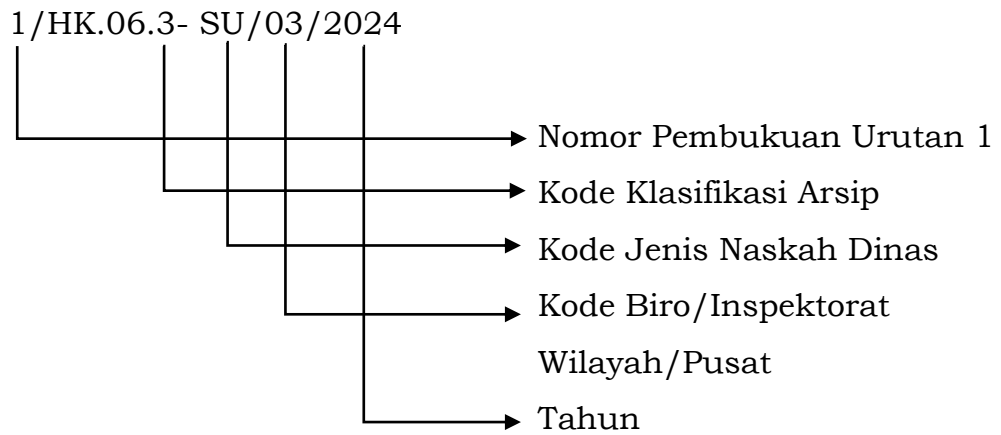 1/HK.06.3- SU/03/2024
Nomor Pembukuan Urutan 1
Kode Klasifikasi Arsip
Kode Jenis Naskah Dinas
Kode Biro/Inspektorat
Wilayah/Pusat
Tahun